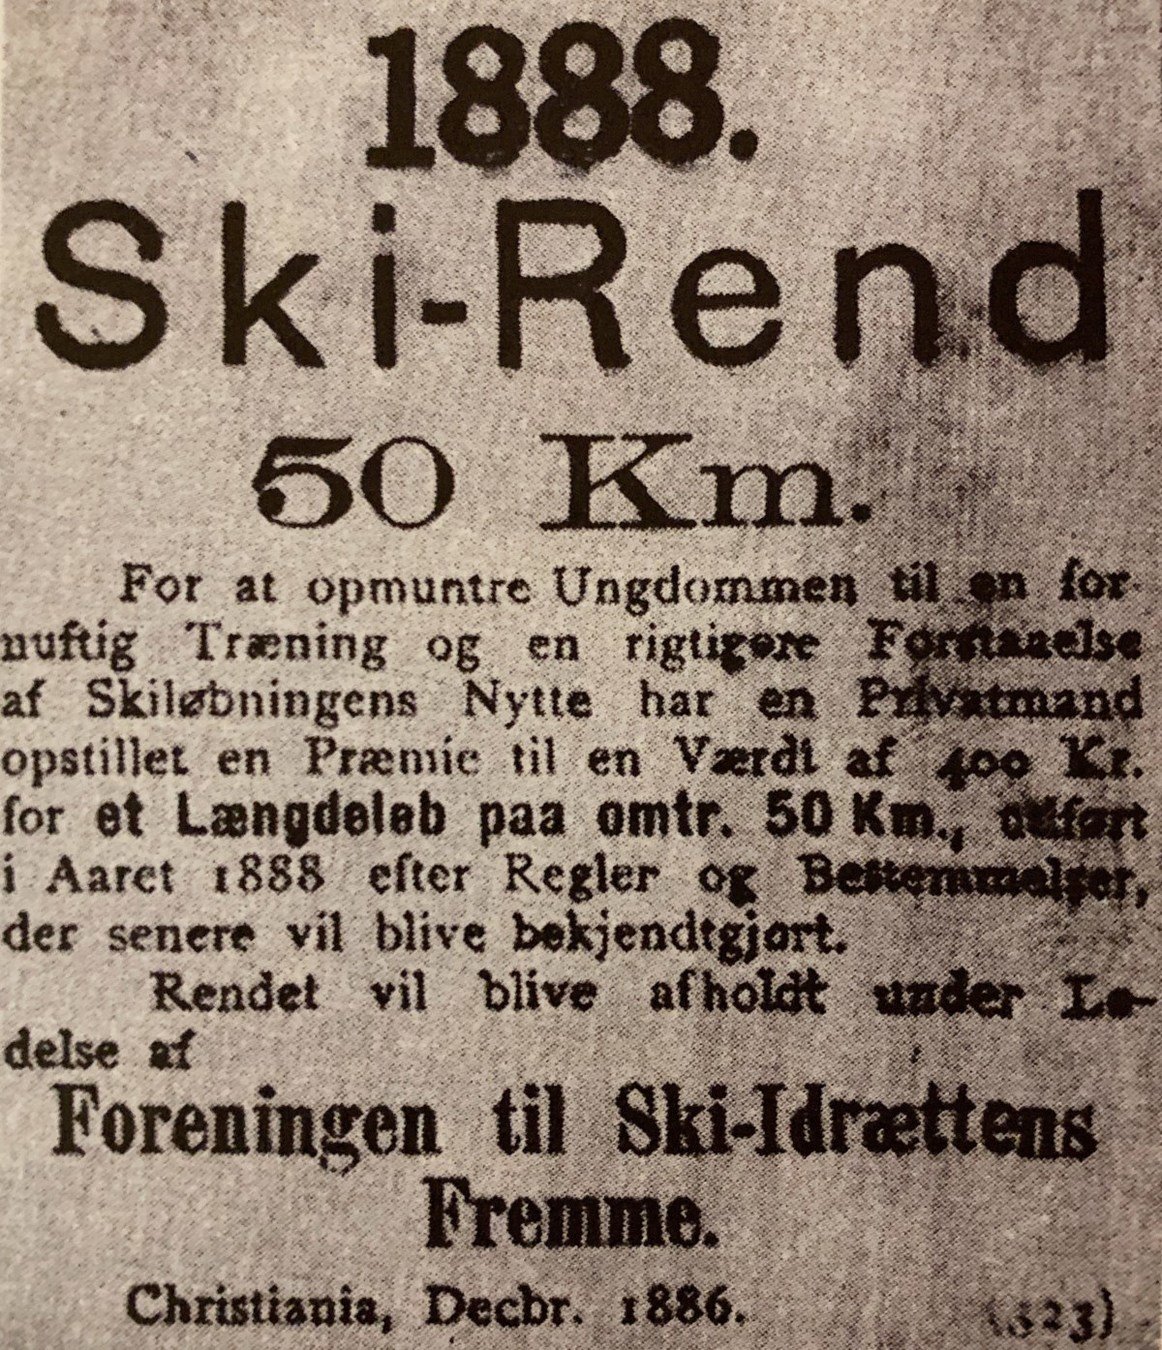 1888.
Ski-Rend
50 Km.
For at opmuntre Ungdommen til en for-
nuftig Træning og en rigtigere Forstaaelse
af Skiløbningens Nytte har en Privatmand
opstillet en Præmie til en Værdi af 400 Kr.
for et Længdeløb paa omtr. 50 Km., udført
i Aaret 1888 efter Regler og Bestemmelser,
der senere vil blive bekjendtgjort.
Rendet vil blive afholdt under Le-
delse af
Foreningen til Ski-Idrættens
Fremme.
Christiania, Decbr. 1886. (323)